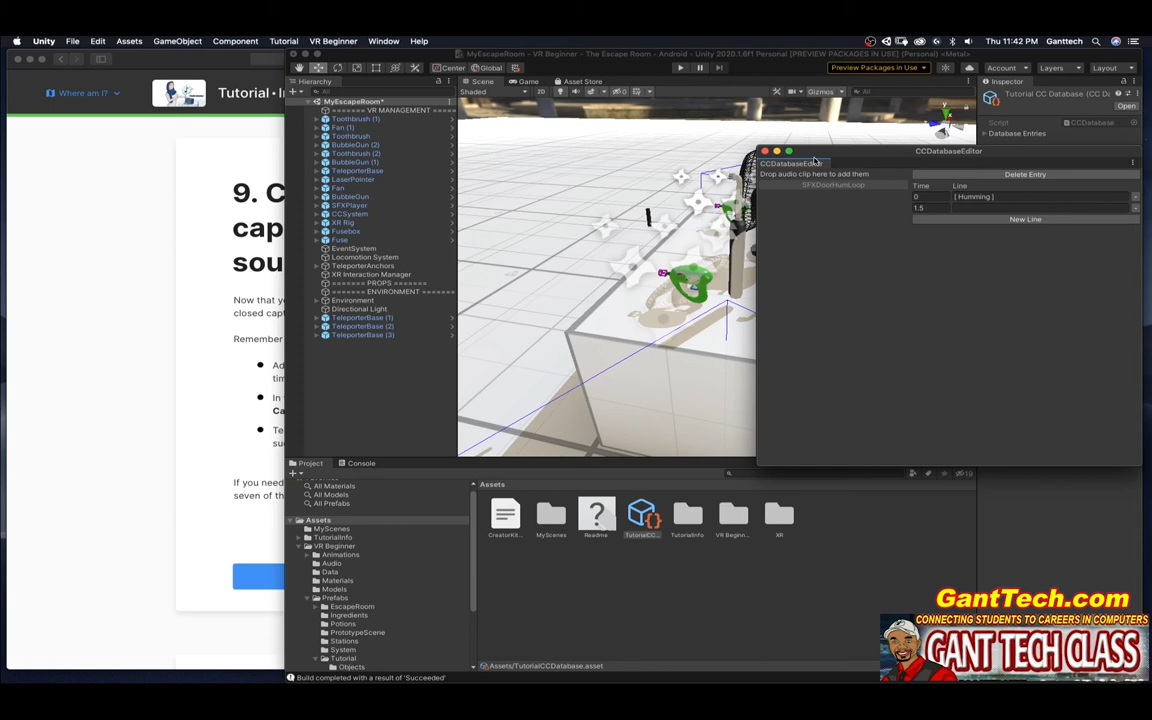 Unity File Edit Assets GameObject Component Tutorial VR Beginner Window Help
Thu 11:42 PM Ganttech
MyEscapeRoom - VR Beginner - The Escape Room - Android - Unity 2020.1.6f1 Personal [PREVIEW PACKAGES IN USE] <Metal>
Center Global
Preview Packages in Use
Account Layers Layout
Where am I?
Tutorial
9. C
cap
sou
Now that yo
closed capt
Remember
Ad
tim
In t
Ca
Te
suc
If you need
seven of th
Hierarchy
All
MyEscapeRoom*
======= VR MANAGEMENT =======
Toothbrush (1)
Fan (1)
Toothbrush
BubbleGun (2)
Toothbrush (2)
BubbleGun (1)
TeleporterBase
LaserPointer
Fan
BubbleGun
SFXPlayer
CCSystem
XR Rig
Fusebox
Fuse
EventSystem
Locomotion System
TeleporterAnchors
XR Interaction Manager
======= PROPS =======
======= ENVIRONMENT =======
Environment
Directional Light
TeleporterBase (1)
TeleporterBase (2)
TeleporterBase (3)
Scene Game Asset Store
Shaded 2D 0 Gizmos All
y
Inspector
Tutorial CC Database (CC Da
Open
Script CCDatabase
Database Entries
CCDatabaseEditor
CCDatabaseEditor
Drop audio clip here to add them
SFXDoorHumLoop
Delete Entry
Time Line
0 [ Humming ]
1.5
New Line
Project Console
All Materials
All Models
All Prefabs
Assets
MyScenes
TutorialInfo
VR Beginner
Animations
Audio
Data
Materials
Models
Prefabs
EscapeRoom
Ingredients
Potions
PrototypeScene
Stations
System
Tutorial
Objects
Assets
CreatorKit...
MyScenes
Readme
TutorialCC...
TutorialInfo
VR Beginn...
XR
19
Assets/TutorialCCDatabase.asset
Build completed with a result of 'Succeeded'
GantTech.com
CONNECTING STUDENTS TO CAREERS IN COMPUTERS
GANT TECH CLASS